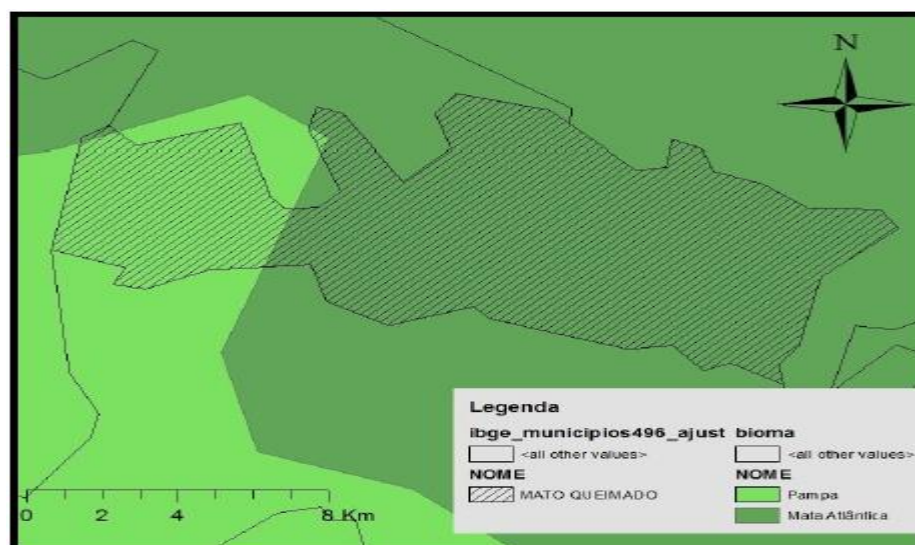 N
0 2 4 8 Km
Legenda
ibge_municipios496_ajust bioma
<all other values> <all other values>
NOME NOME
MATO QUEIMADO Pampa
Mata Atlântica